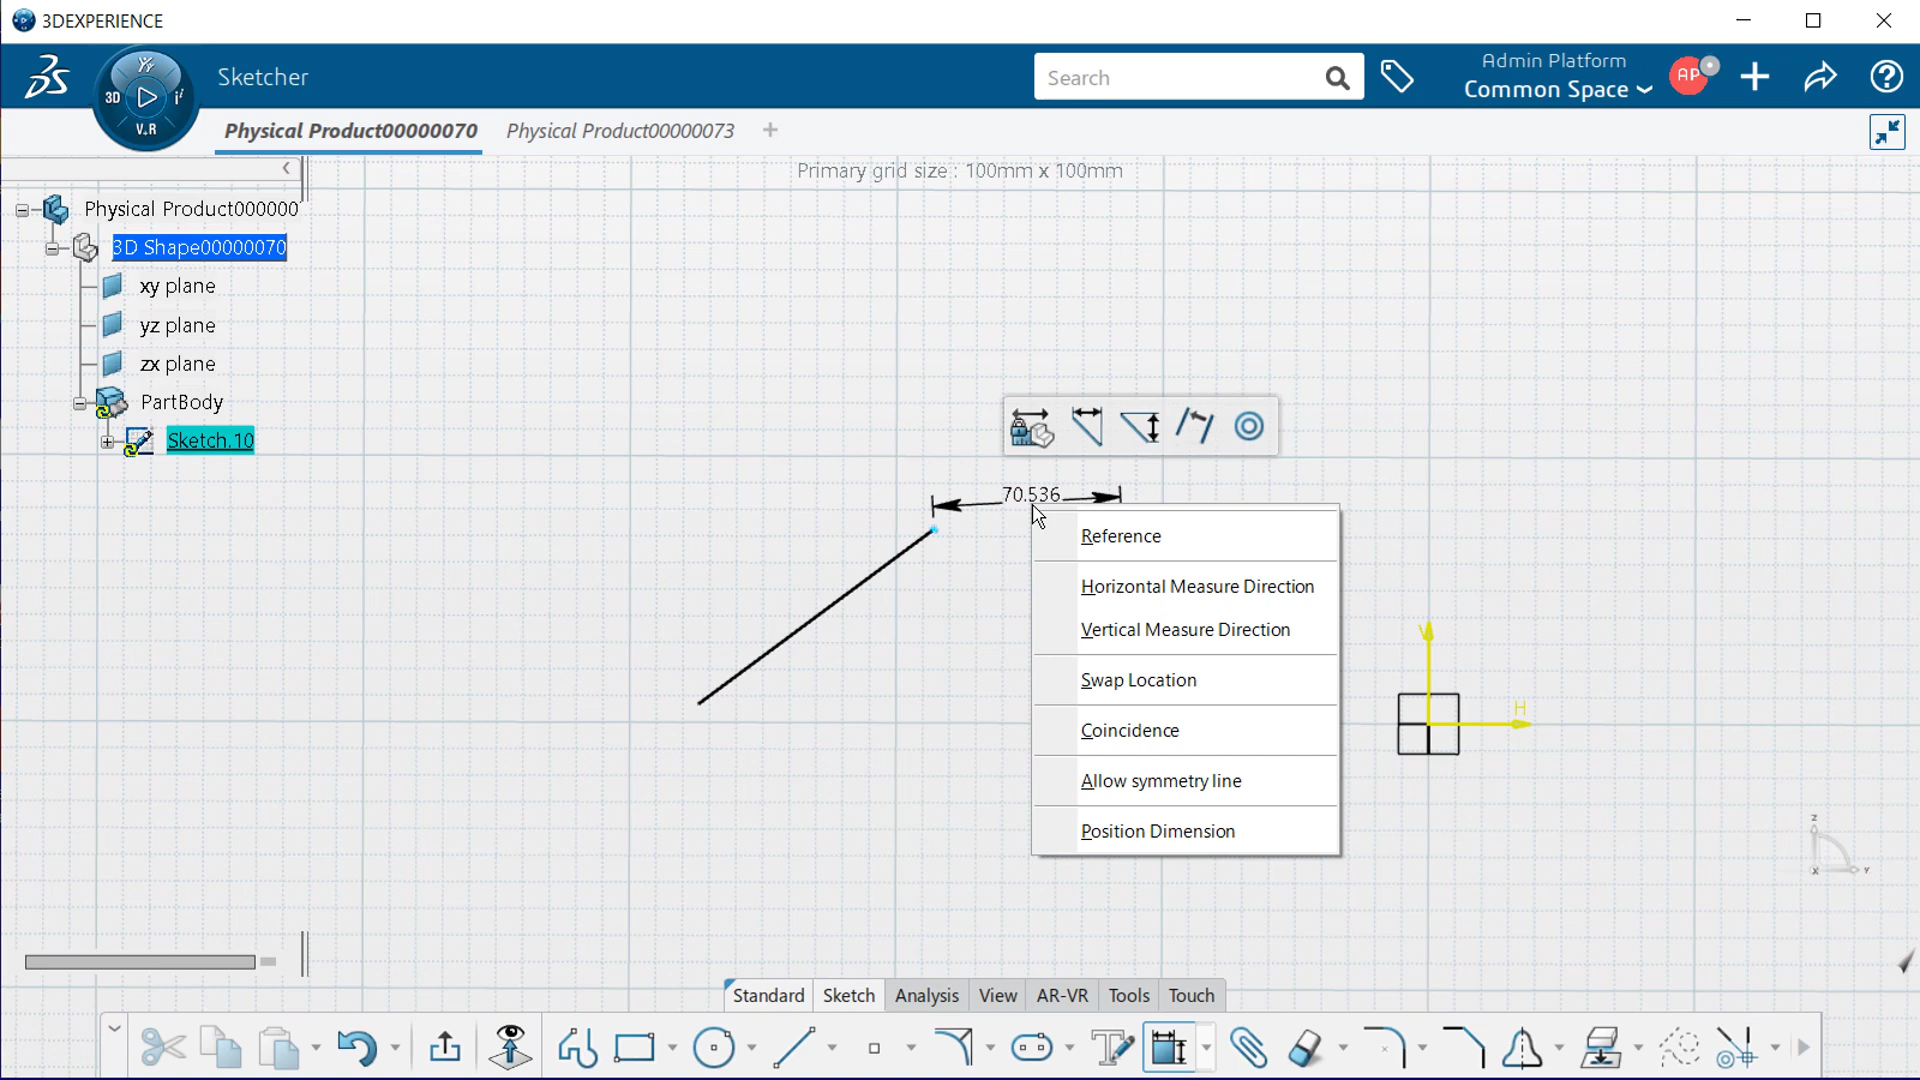 3DEXPERIENCE
Sketcher
Search
Admin Platform
Common Space
AP
3D
V.R
Physical Product00000070
Physical Product00000073
Primary grid size : 100mm x 100mm
Physical Product000000
3D Shape00000070
xy plane
yz plane
zx plane
PartBody
Sketch.10
70.536
Reference
Horizontal Measure Direction
Vertical Measure Direction
Swap Location
Coincidence
Allow symmetry line
Position Dimension
V
H
z
x
Y
Standard
Sketch
Analysis
View
AR-VR
Tools
Touch